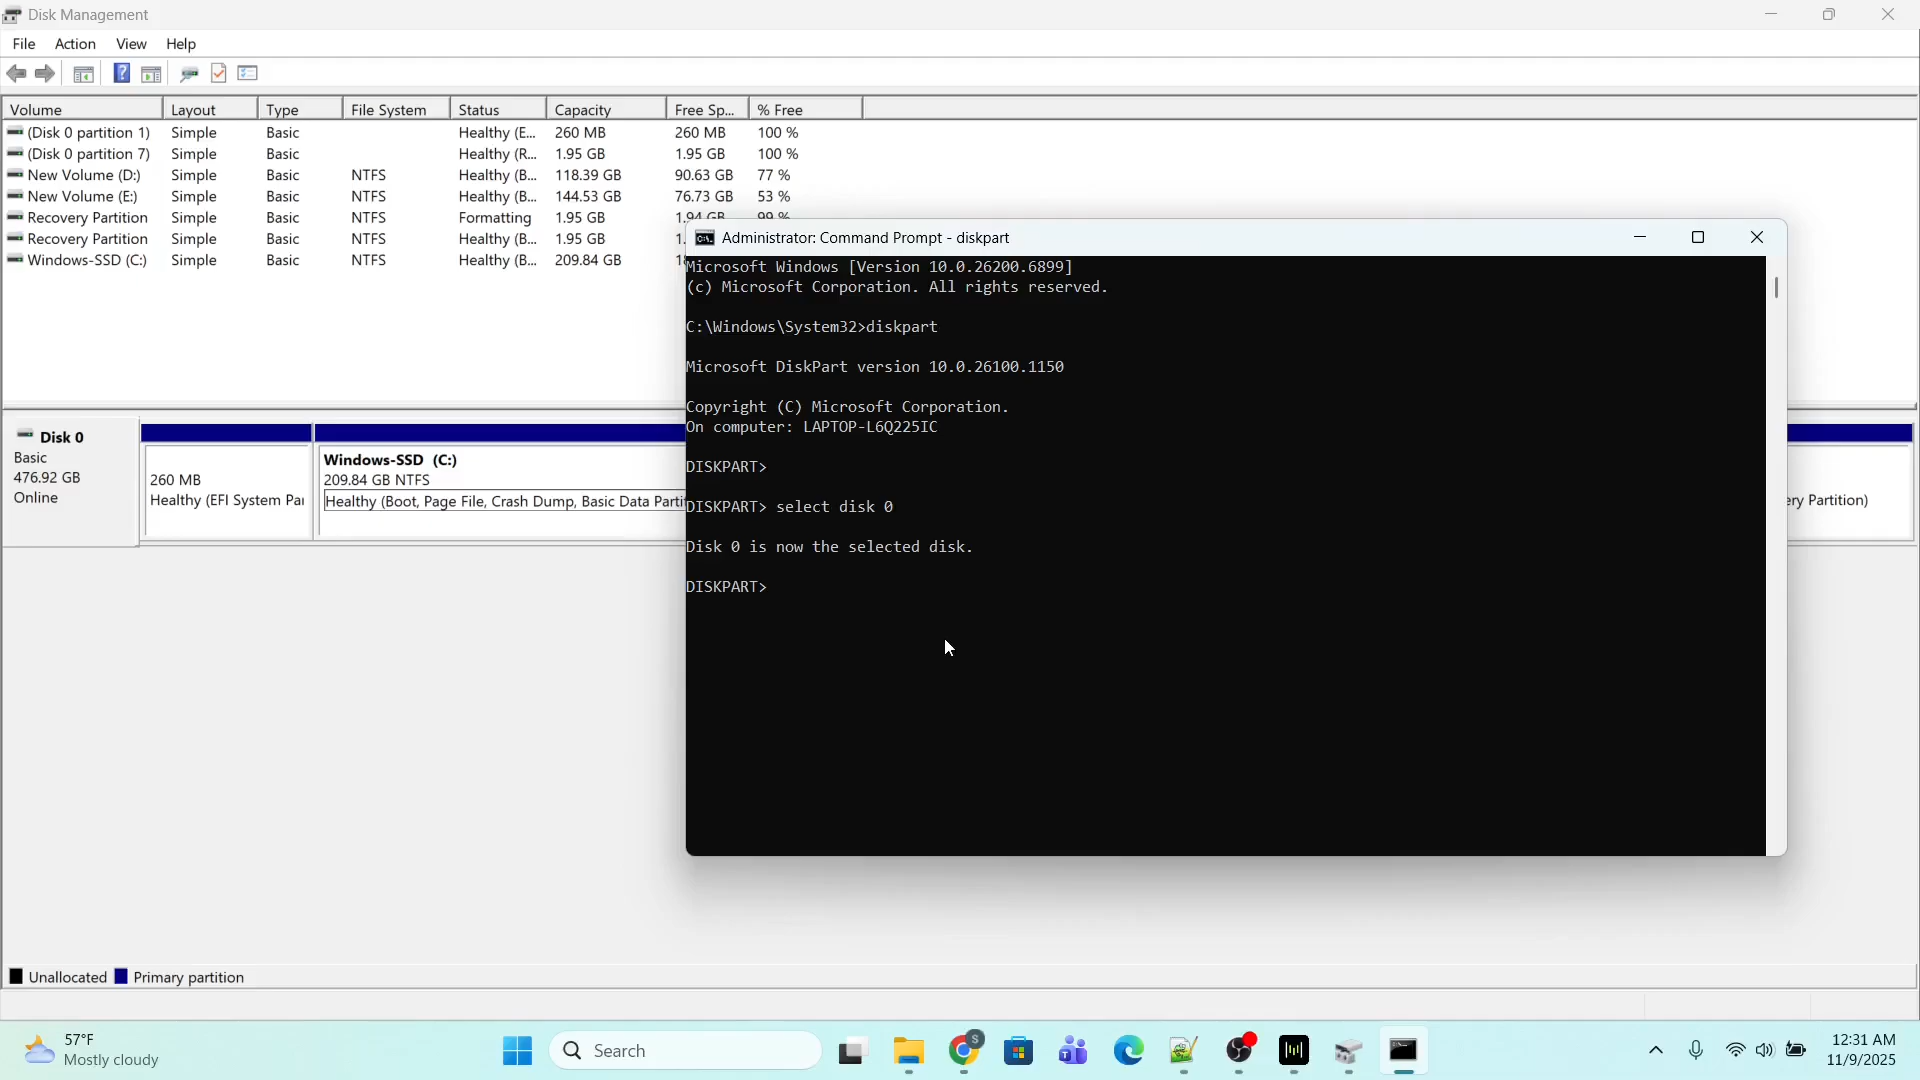 Disk Management
File Action View Help
Volume Layout Type File System Status Capacity Free Sp... % Free
(Disk 0 partition 1) Simple Basic Healthy (E... 260 MB 260 MB 100 %
(Disk 0 partition 7) Simple Basic Healthy (R... 1.95 GB 1.95 GB 100 %
New Volume (D:) Simple Basic NTFS Healthy (B... 118.39 GB 90.63 GB 77 %
New Volume (E:) Simple Basic NTFS Healthy (B... 144.53 GB 76.73 GB 53 %
Recovery Partition Simple Basic NTFS Formatting 1.95 GB 1.94 GB 99 %
Recovery Partition Simple Basic NTFS Healthy (B... 1.95 GB 1.
Windows-SSD (C:) Simple Basic NTFS Healthy (B... 209.84 GB 18
Administrator: Command Prompt - diskpart
Microsoft Windows [Version 10.0.26200.6899]
(c) Microsoft Corporation. All rights reserved.
C:\Windows\System32>diskpart
Microsoft DiskPart version 10.0.26100.1150
Copyright (C) Microsoft Corporation.
On computer: LAPTOP-L6Q225IC
DISKPART>
DISKPART> select disk 0
Disk 0 is now the selected disk.
DISKPART>
Disk 0
Basic
476.92 GB
Online
260 MB
Healthy (EFI System Par
Windows-SSD (C:)
209.84 GB NTFS
Healthy (Boot, Page File, Crash Dump, Basic Data Parti
ery Partition)
Unallocated Primary partition
57°F
Mostly cloudy
Search
S
12:31 AM
11/9/2025